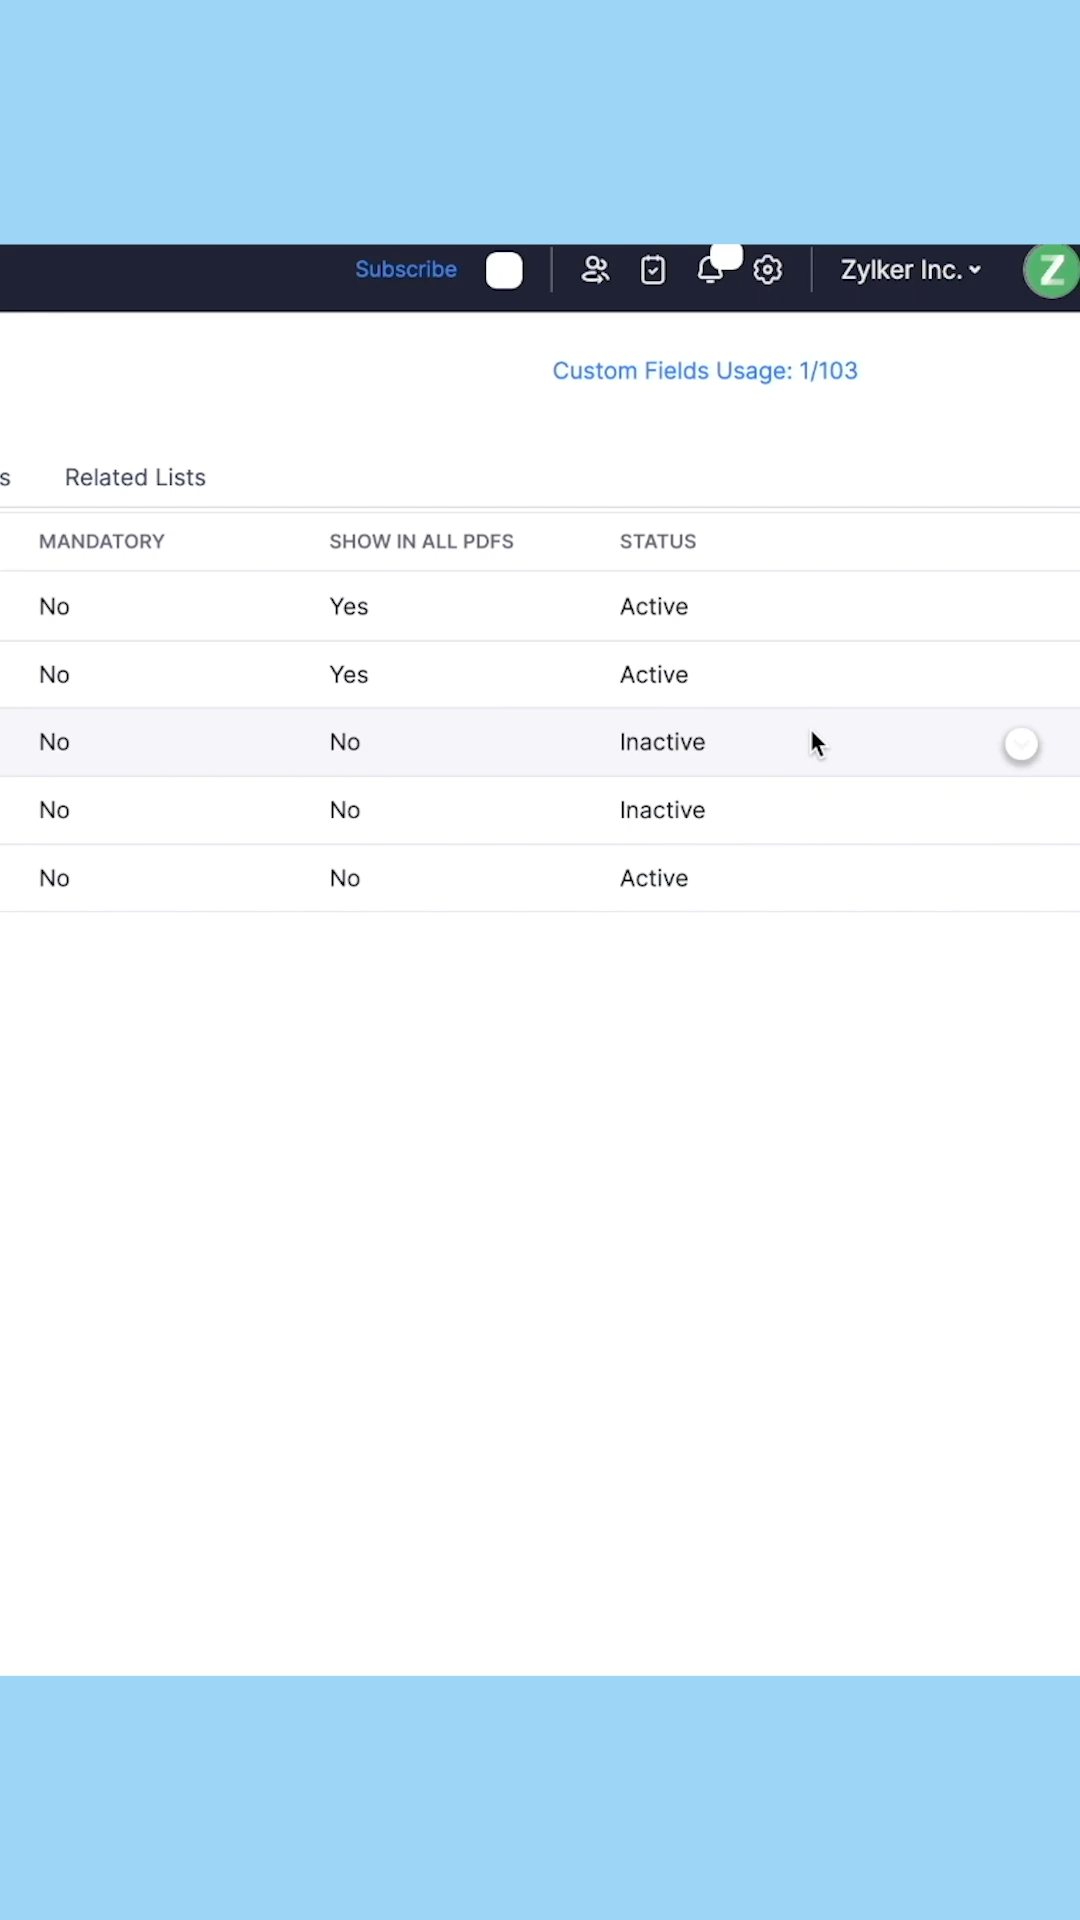 Subscribe Zylker Inc. Z
Custom Fields Usage: 1/103
s Related Lists
MANDATORY SHOW IN ALL PDFS STATUS
No Yes Active
No Yes Active
No No Inactive
No No Inactive
No No Active